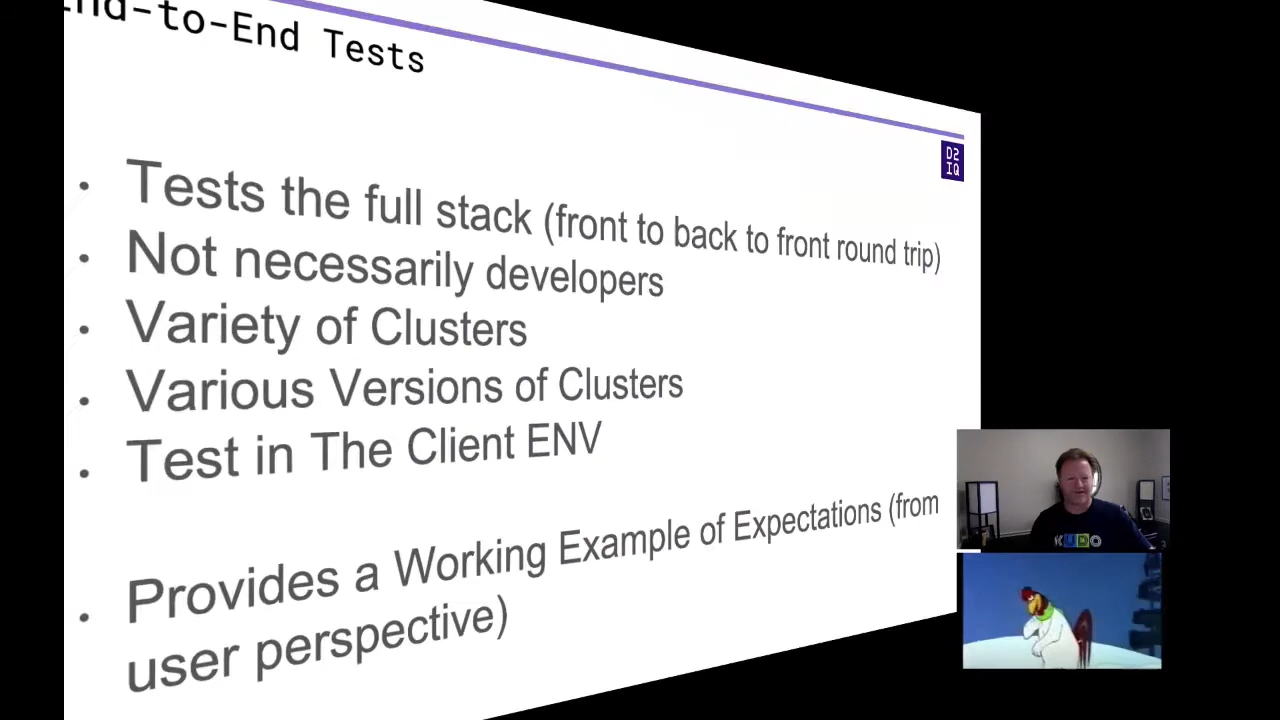 End-to-End Tests
D2
IQ
• Tests the full stack (front to back to front round trip)
• Not necessarily developers
• Variety of Clusters
• Various Versions of Clusters
• Test in The Client ENV
• Provides a Working Example of Expectations (from
user perspective)
KUDO